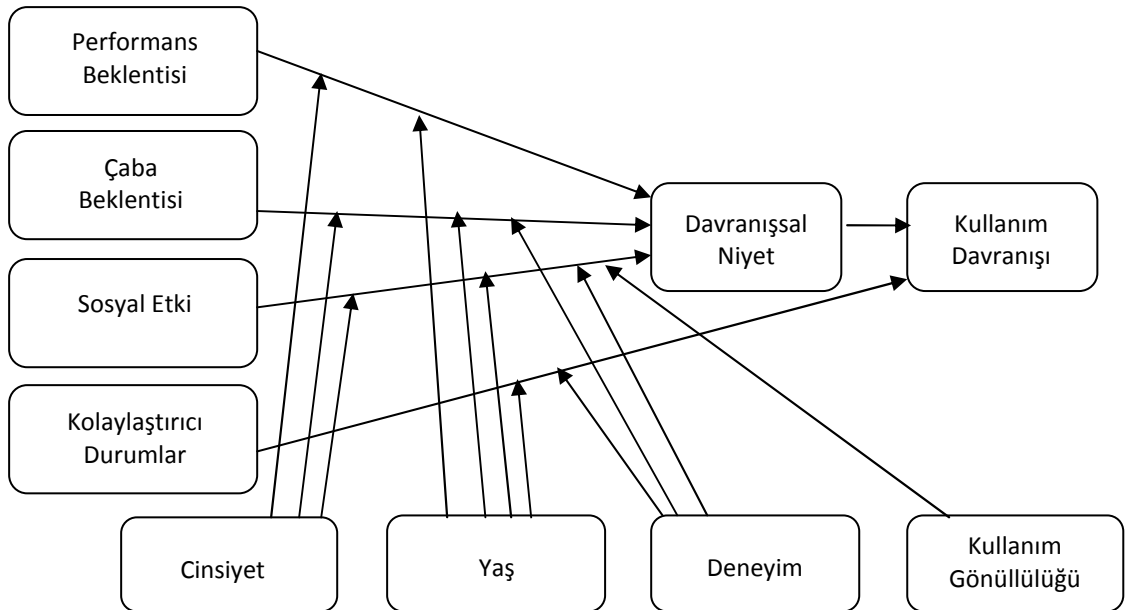 Performans
Beklentisi
Çaba
Beklentisi
Sosyal Etki
Kolaylaştırıcı
Durumlar
Davranışsal
Niyet
Kullanım
Davranışı
Cinsiyet
Yaş
Deneyim
Kullanım
Gönüllülüğü